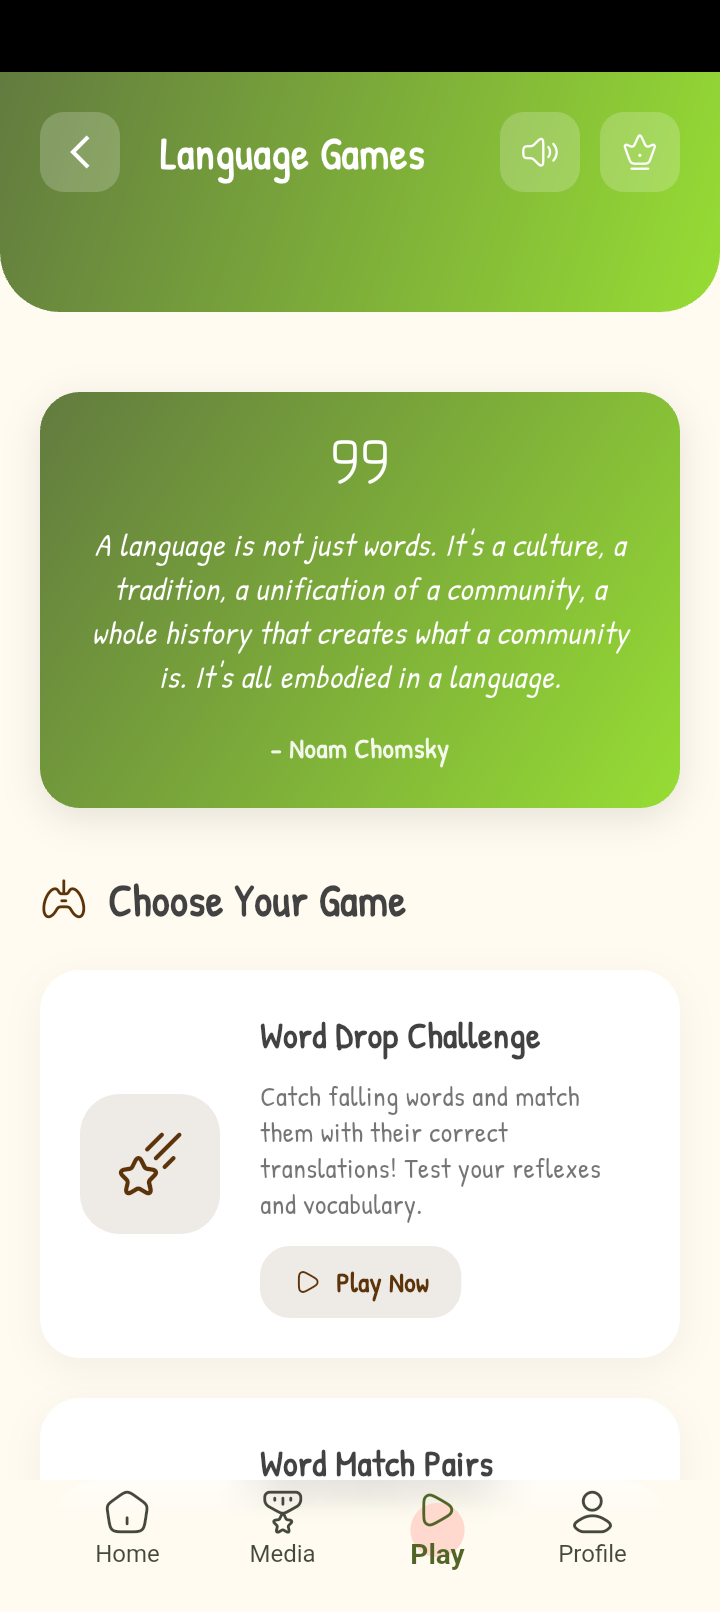 Language Games
A language is not just words. It's a culture, a
tradition, a unification of a community, a
whole history that creates what a community
is. It's all embodied in a language.
- Noam Chomsky
Choose Your Game
Word Drop Challenge
Catch falling words and match
them with their correct
translations! Test your reflexes
and vocabulary.
Play Now
Word Match Pairs
Home
Media
Play
Profile